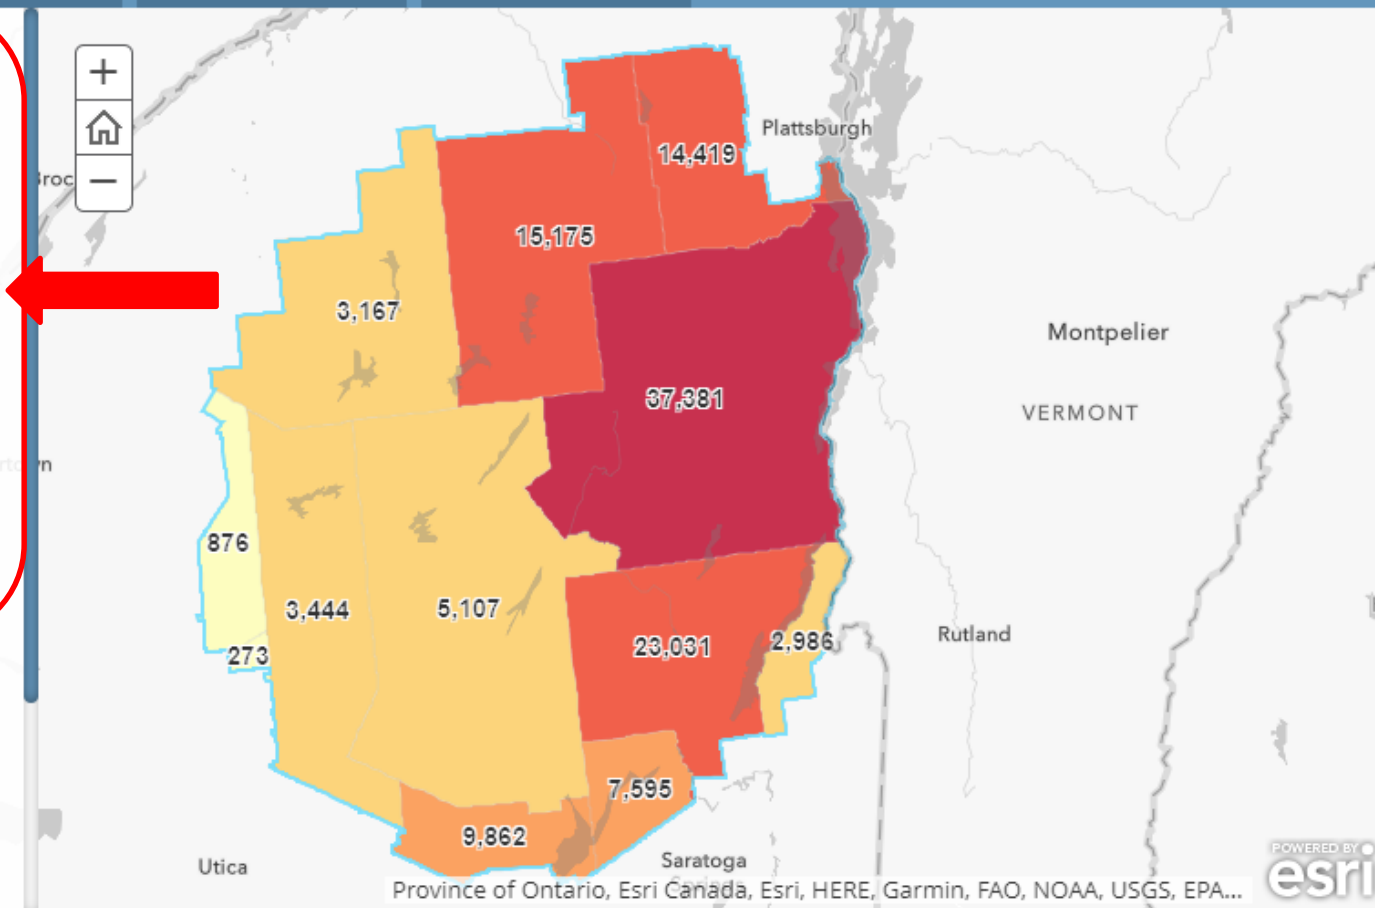 +
Plattsburgh
14,419
−
15,175
3,167
Montpelier
37,381
VERMONT
876
3,444
5,107
Rutland
23,031
2,986
273
7,595
9,862
Saratoga
Utica
POWERED BY
esri
Province of Ontario, Esri Canada, Esri, HERE, Garmin, FAO, NOAA, USGS, EPA...